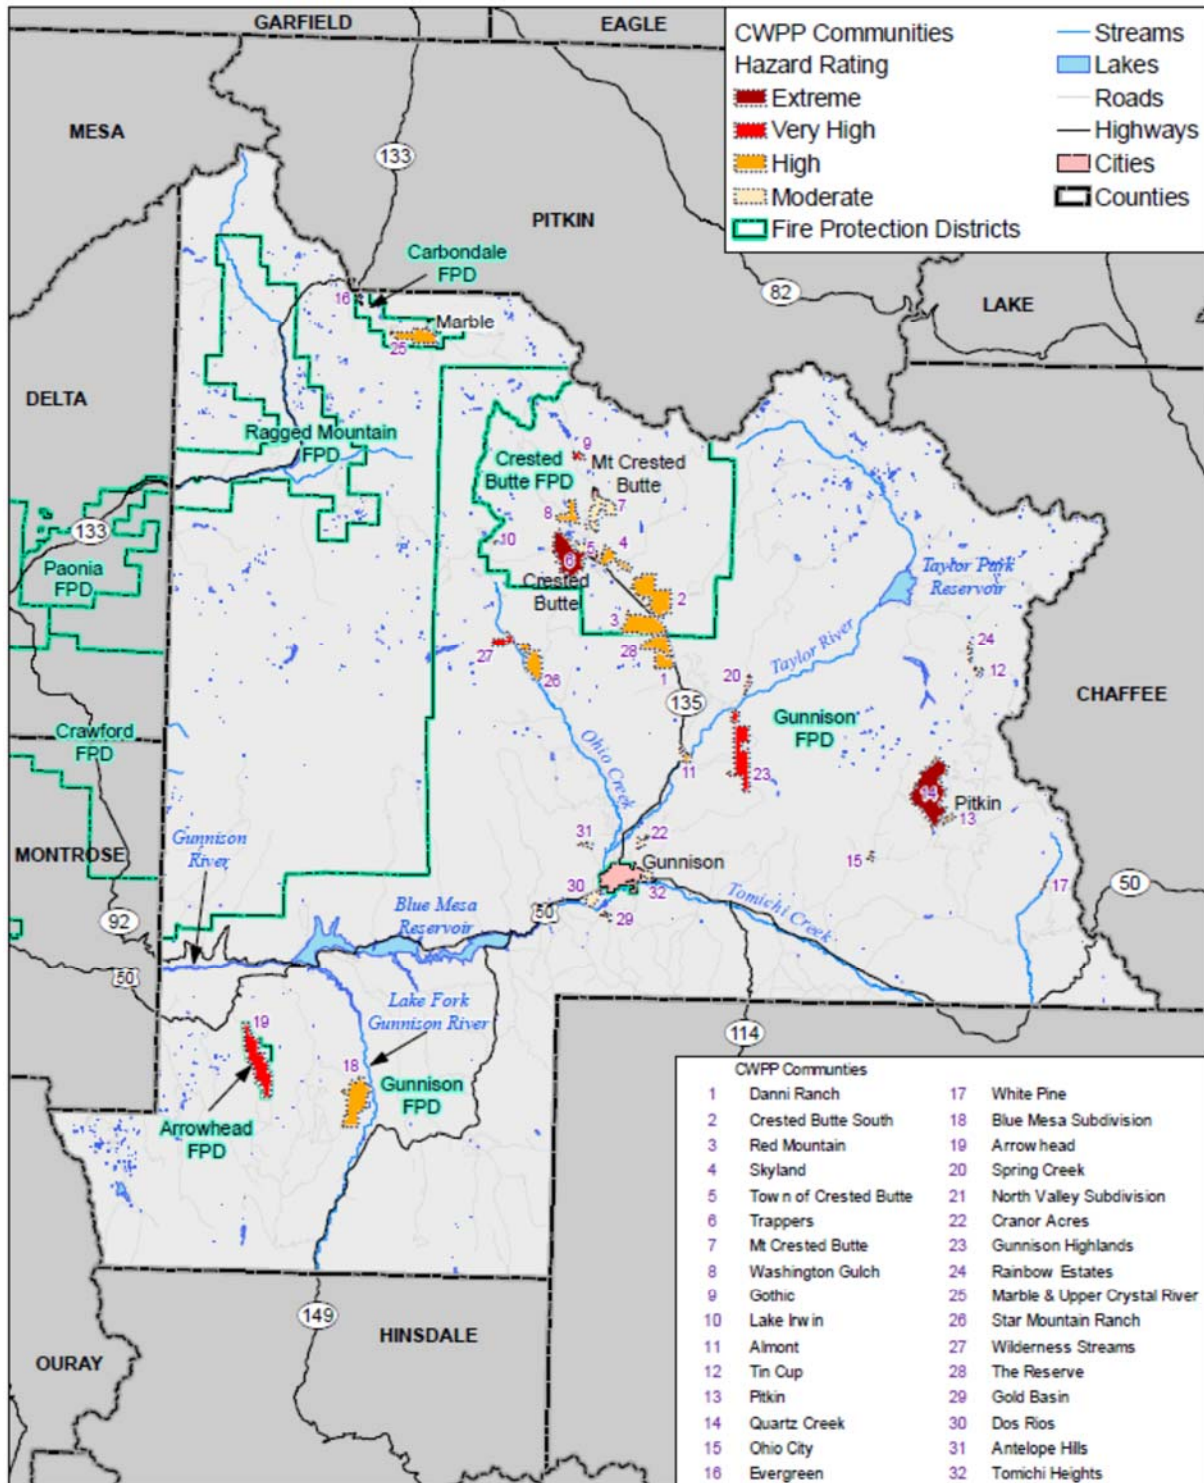 GARFIELD
EAGLE
CWPP Communities
Hazard Rating
Extreme
Very High
High
Moderate
Fire Protection Districts
Streams
Lakes
Roads
Highways
Cities
Counties
MESA
133
PITKIN
82
LAKE
Carbondale
FPD
16
Marble
25
DELTA
Ragged Mountain
FPD
Crested
Butte FPD
9
Mt Crested
Butte
7
8
10
5
4
6
Crested
Butte
2
3
28
1
27
26
133
Paonia
FPD
Taylor Park
Reservoir
Taylor River
24
12
20
CHAFFEE
135
Gunnison
FPD
Crawford
FPD
Ohio Creek
11
23
14
Pitkin
13
MONTROSE
Gunnison
River
31
22
Gunnison
15
17
50
92
30
32
29
50
Tomichi Creek
Blue Mesa
Reservoir
50
Lake Fork
Gunnison River
19
18
Gunnison
FPD
Arrowhead
FPD
114
149
HINSDALE
OURAY
CWPP Communties
1 Danni Ranch
2 Crested Butte South
3 Red Mountain
4 Skyland
5 Town of Crested Butte
6 Trappers
7 Mt Crested Butte
8 Washington Gulch
9 Gothic
10 Lake Irwin
11 Almont
12 Tin Cup
13 Pitkin
14 Quartz Creek
15 Ohio City
16 Evergreen
17 White Pine
18 Blue Mesa Subdivision
19 Arrowhead
20 Spring Creek
21 North Valley Subdivision
22 Cranor Acres
23 Gunnison Highlands
24 Rainbow Estates
25 Marble & Upper Crystal River
26 Star Mountain Ranch
27 Wilderness Streams
28 The Reserve
29 Gold Basin
30 Dos Rios
31 Antelope Hills
32 Tomichi Heights